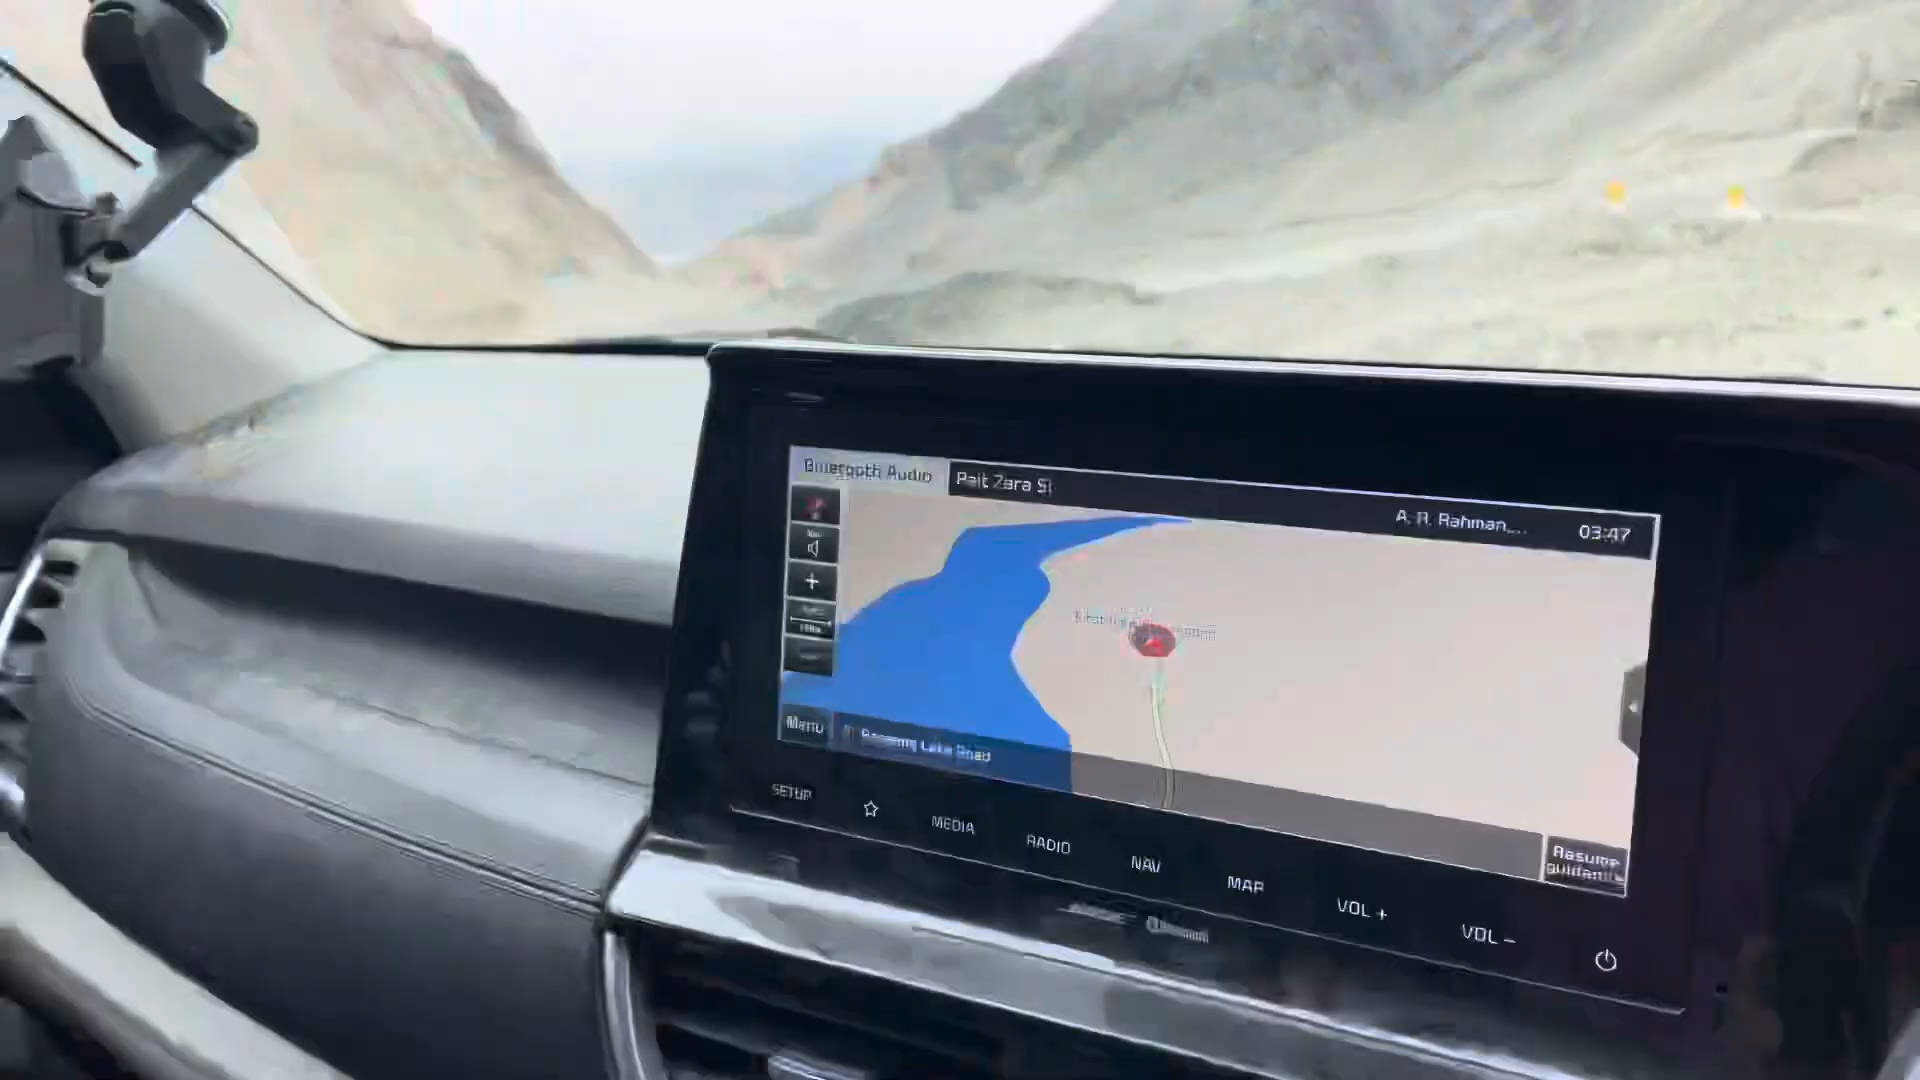 Bluetooth Audio
Pait Zara Si
A. R. Rahman,...
03:47
Menu
Lake Road
Resume
SETUP
MEDIA
RADIO
NAV
MAP
VOL +
VOL −